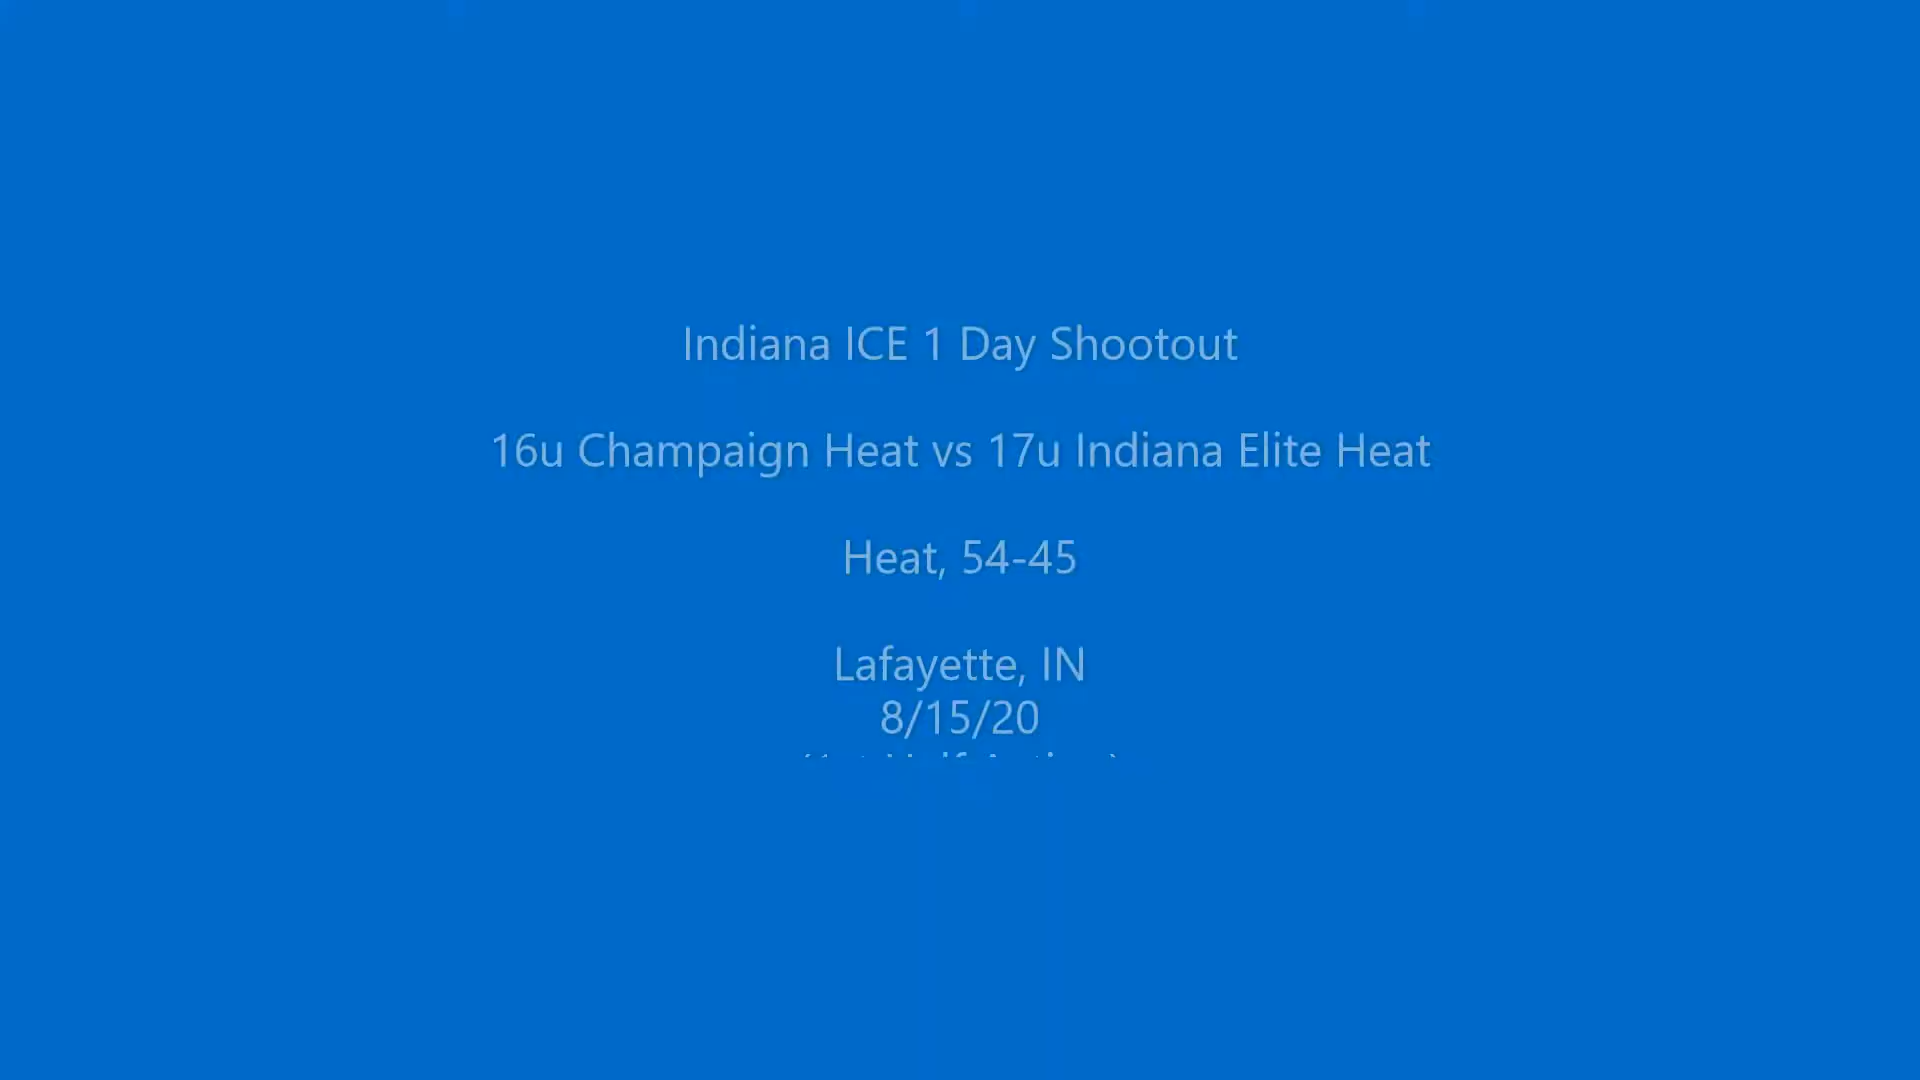 Indiana ICE 1 Day Shootout
16u Champaign Heat vs 17u Indiana Elite Heat
Heat, 54-45
Lafayette, IN
8/15/20